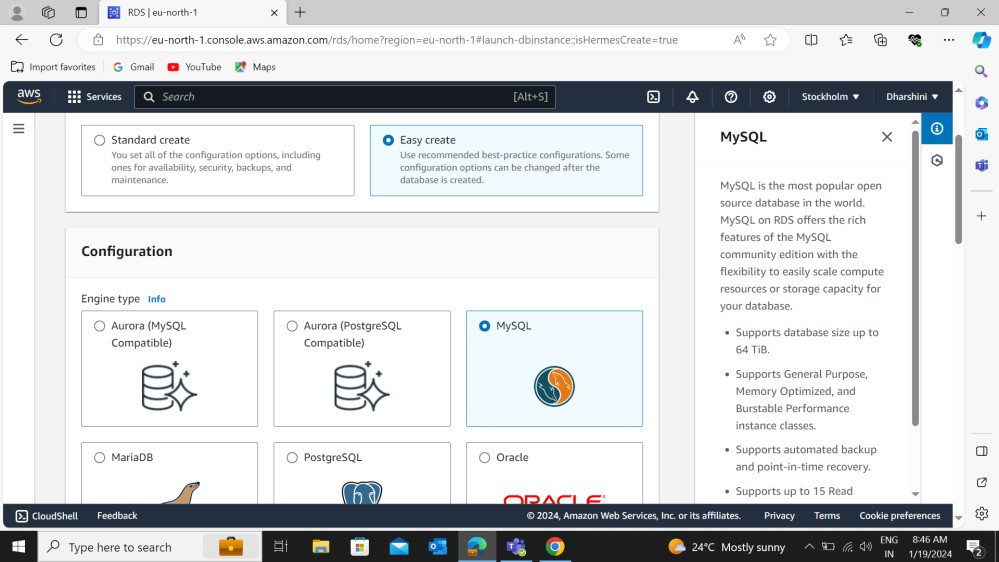 RDS | eu-north-1
https://eu-north-1.console.aws.amazon.com/rds/home?region=eu-north-1#launch-dbinstance:;isHermesCreate=true
Import favorites
Gmail
YouTube
Maps
aws
Services
Search
[Alt+S]
Stockholm
Dharshini
Standard create
You set all of the configuration options, including
ones for availability, security, backups, and
maintenance.
Easy create
Use recommended best-practice configurations. Some
configuration options can be changed after the
database is created.
Configuration
Engine type Info
Aurora (MySQL
Compatible)
Aurora (PostgreSQL
Compatible)
MySQL
MariaDB
PostgreSQL
Oracle
ORACLE
MySQL
MySQL is the most popular open
source database in the world.
MySQL on RDS offers the rich
features of the MySQL
community edition with the
flexibility to easily scale compute
resources or storage capacity for
your database.
• Supports database size up to
64 TiB.
• Supports General Purpose,
Memory Optimized, and
Burstable Performance
instance classes.
• Supports automated backup
and point-in-time recovery.
• Supports up to 15 Read
CloudShell
Feedback
© 2024, Amazon Web Services, Inc. or its affiliates.
Privacy
Terms
Cookie preferences
Type here to search
24°C Mostly sunny
ENG
IN
8:46 AM
1/19/2024
2